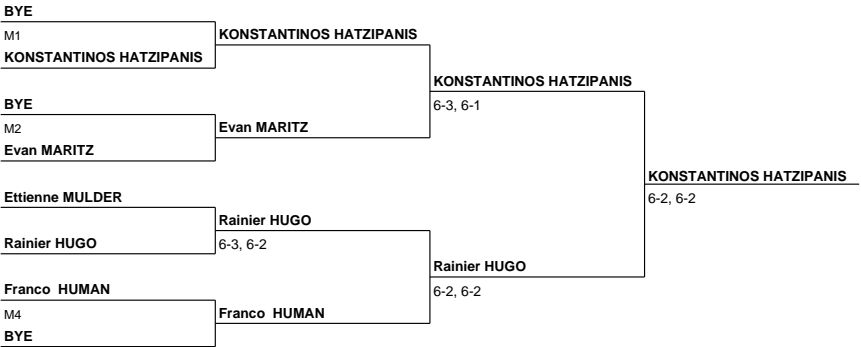 BYE
M1
KONSTANTINOS HATZIPANIS
KONSTANTINOS HATZIPANIS
KONSTANTINOS HATZIPANIS
6-3, 6-1
BYE
M2
Evan MARITZ
Evan MARITZ
KONSTANTINOS HATZIPANIS
6-2, 6-2
Ettienne MULDER
Rainier HUGO
Rainier HUGO
6-3, 6-2
Rainier HUGO
6-2, 6-2
Franco  HUMAN
M4
BYE
Franco  HUMAN